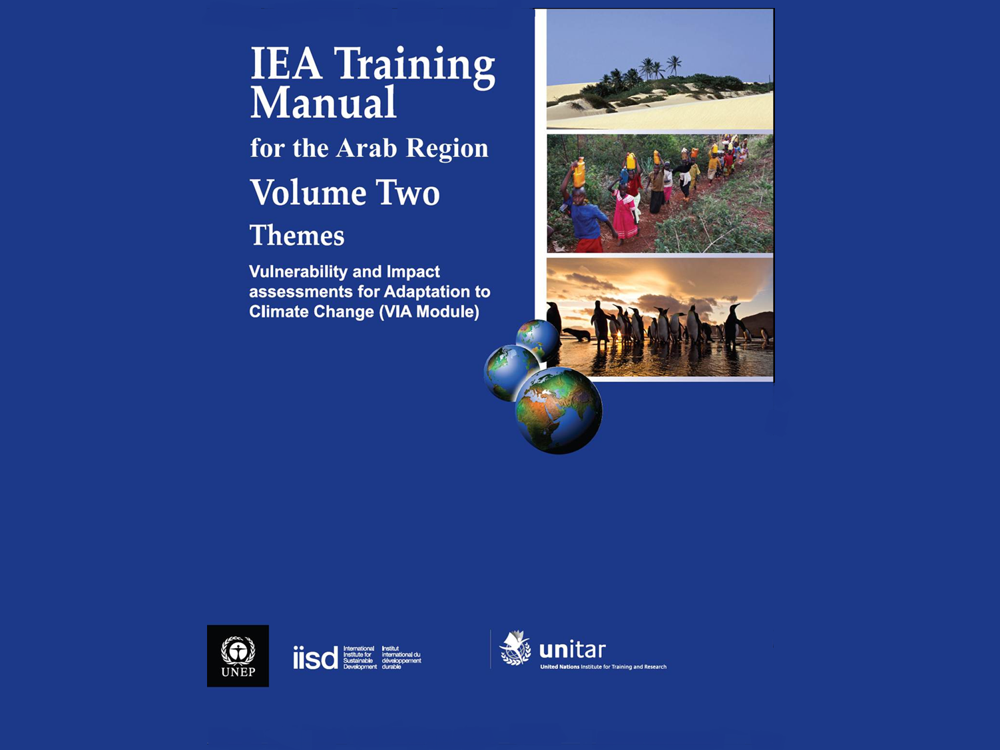 IEA Training
Manual
for the Arab Region
Volume Two
Themes
Vulnerability and Impact
assessments for Adaptation to
Climate Change (VIA Module)
UNEP
iisd
International
Institute for
Sustainable
Development
Institut
international du
développement
durable
unitar
United Nations Institute for Training and Research